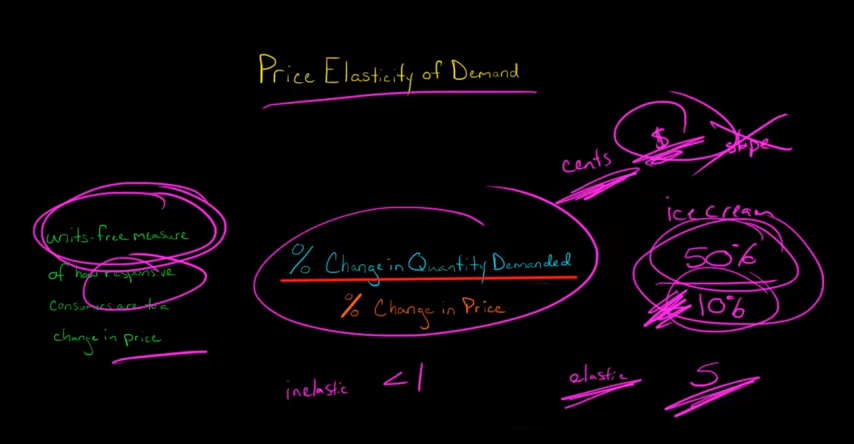 Price Elasticity of Demand
cents $ slope
ice cream
units-free measure
of how responsive
consumers are to a
change in price
% Change in Quantity Demanded
% Change in Price
50%
10%
inelastic <1
elastic 5